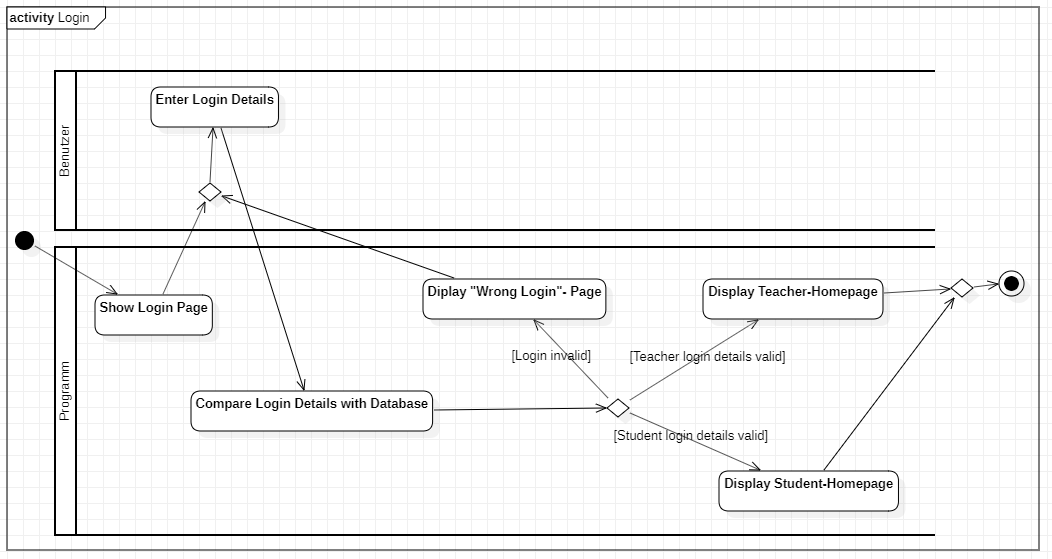 activity Login
Benutzer
Enter Login Details
Programm
Show Login Page
Diplay "Wrong Login"- Page
Display Teacher-Homepage
[Login invalid]
[Teacher login details valid]
Compare Login Details with Database
[Student login details valid]
Display Student-Homepage